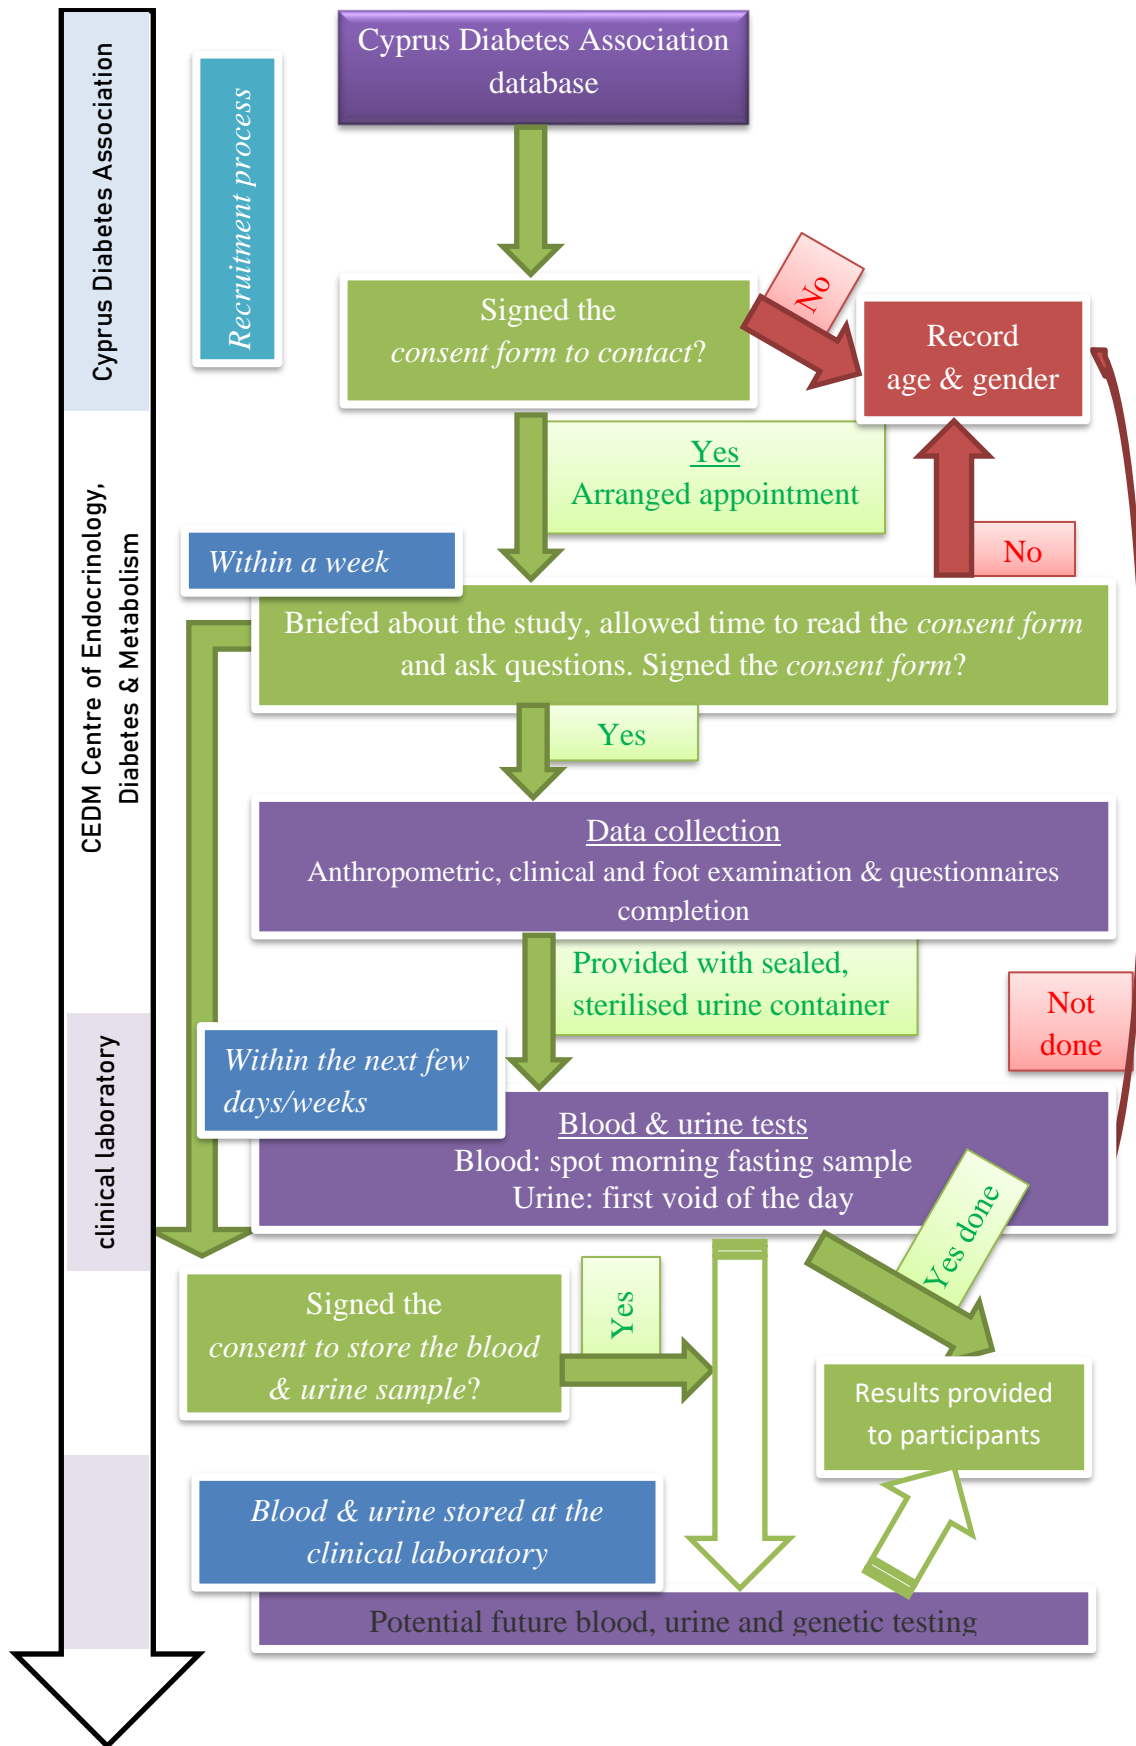 Cyprus Diabetes Association
database
Cyprus Diabetes Association
Recruitment process
Signed the
consent form to contact?
No
Record
age & gender
Yes
Arranged appointment
CEDM Centre of Endocrinology,
Diabetes & Metabolism
Within a week
No
Briefed about the study, allowed time to read the consent form
and ask questions. Signed the consent form?
Yes
Data collection
Anthropometric, clinical and foot examination & questionnaires
completion
Provided with sealed,
sterilised urine container
Not
done
clinical laboratory
Within the next few
days/weeks
Blood & urine tests
Blood: spot morning fasting sample
Urine: first void of the day
Yes done
Signed the
consent to store the blood
& urine sample?
Yes
Results provided
to participants
Blood & urine stored at the
clinical laboratory
Potential future blood, urine and genetic testing